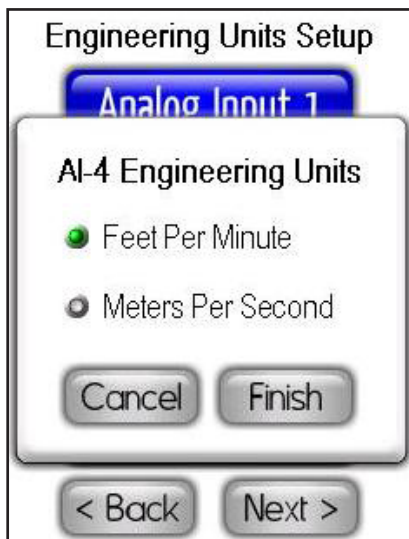 Engineering Units Setup
Analog Input 1
AI-4 Engineering Units
Feet Per Minute
Meters Per Second
Cancel Finish
< Back Next >